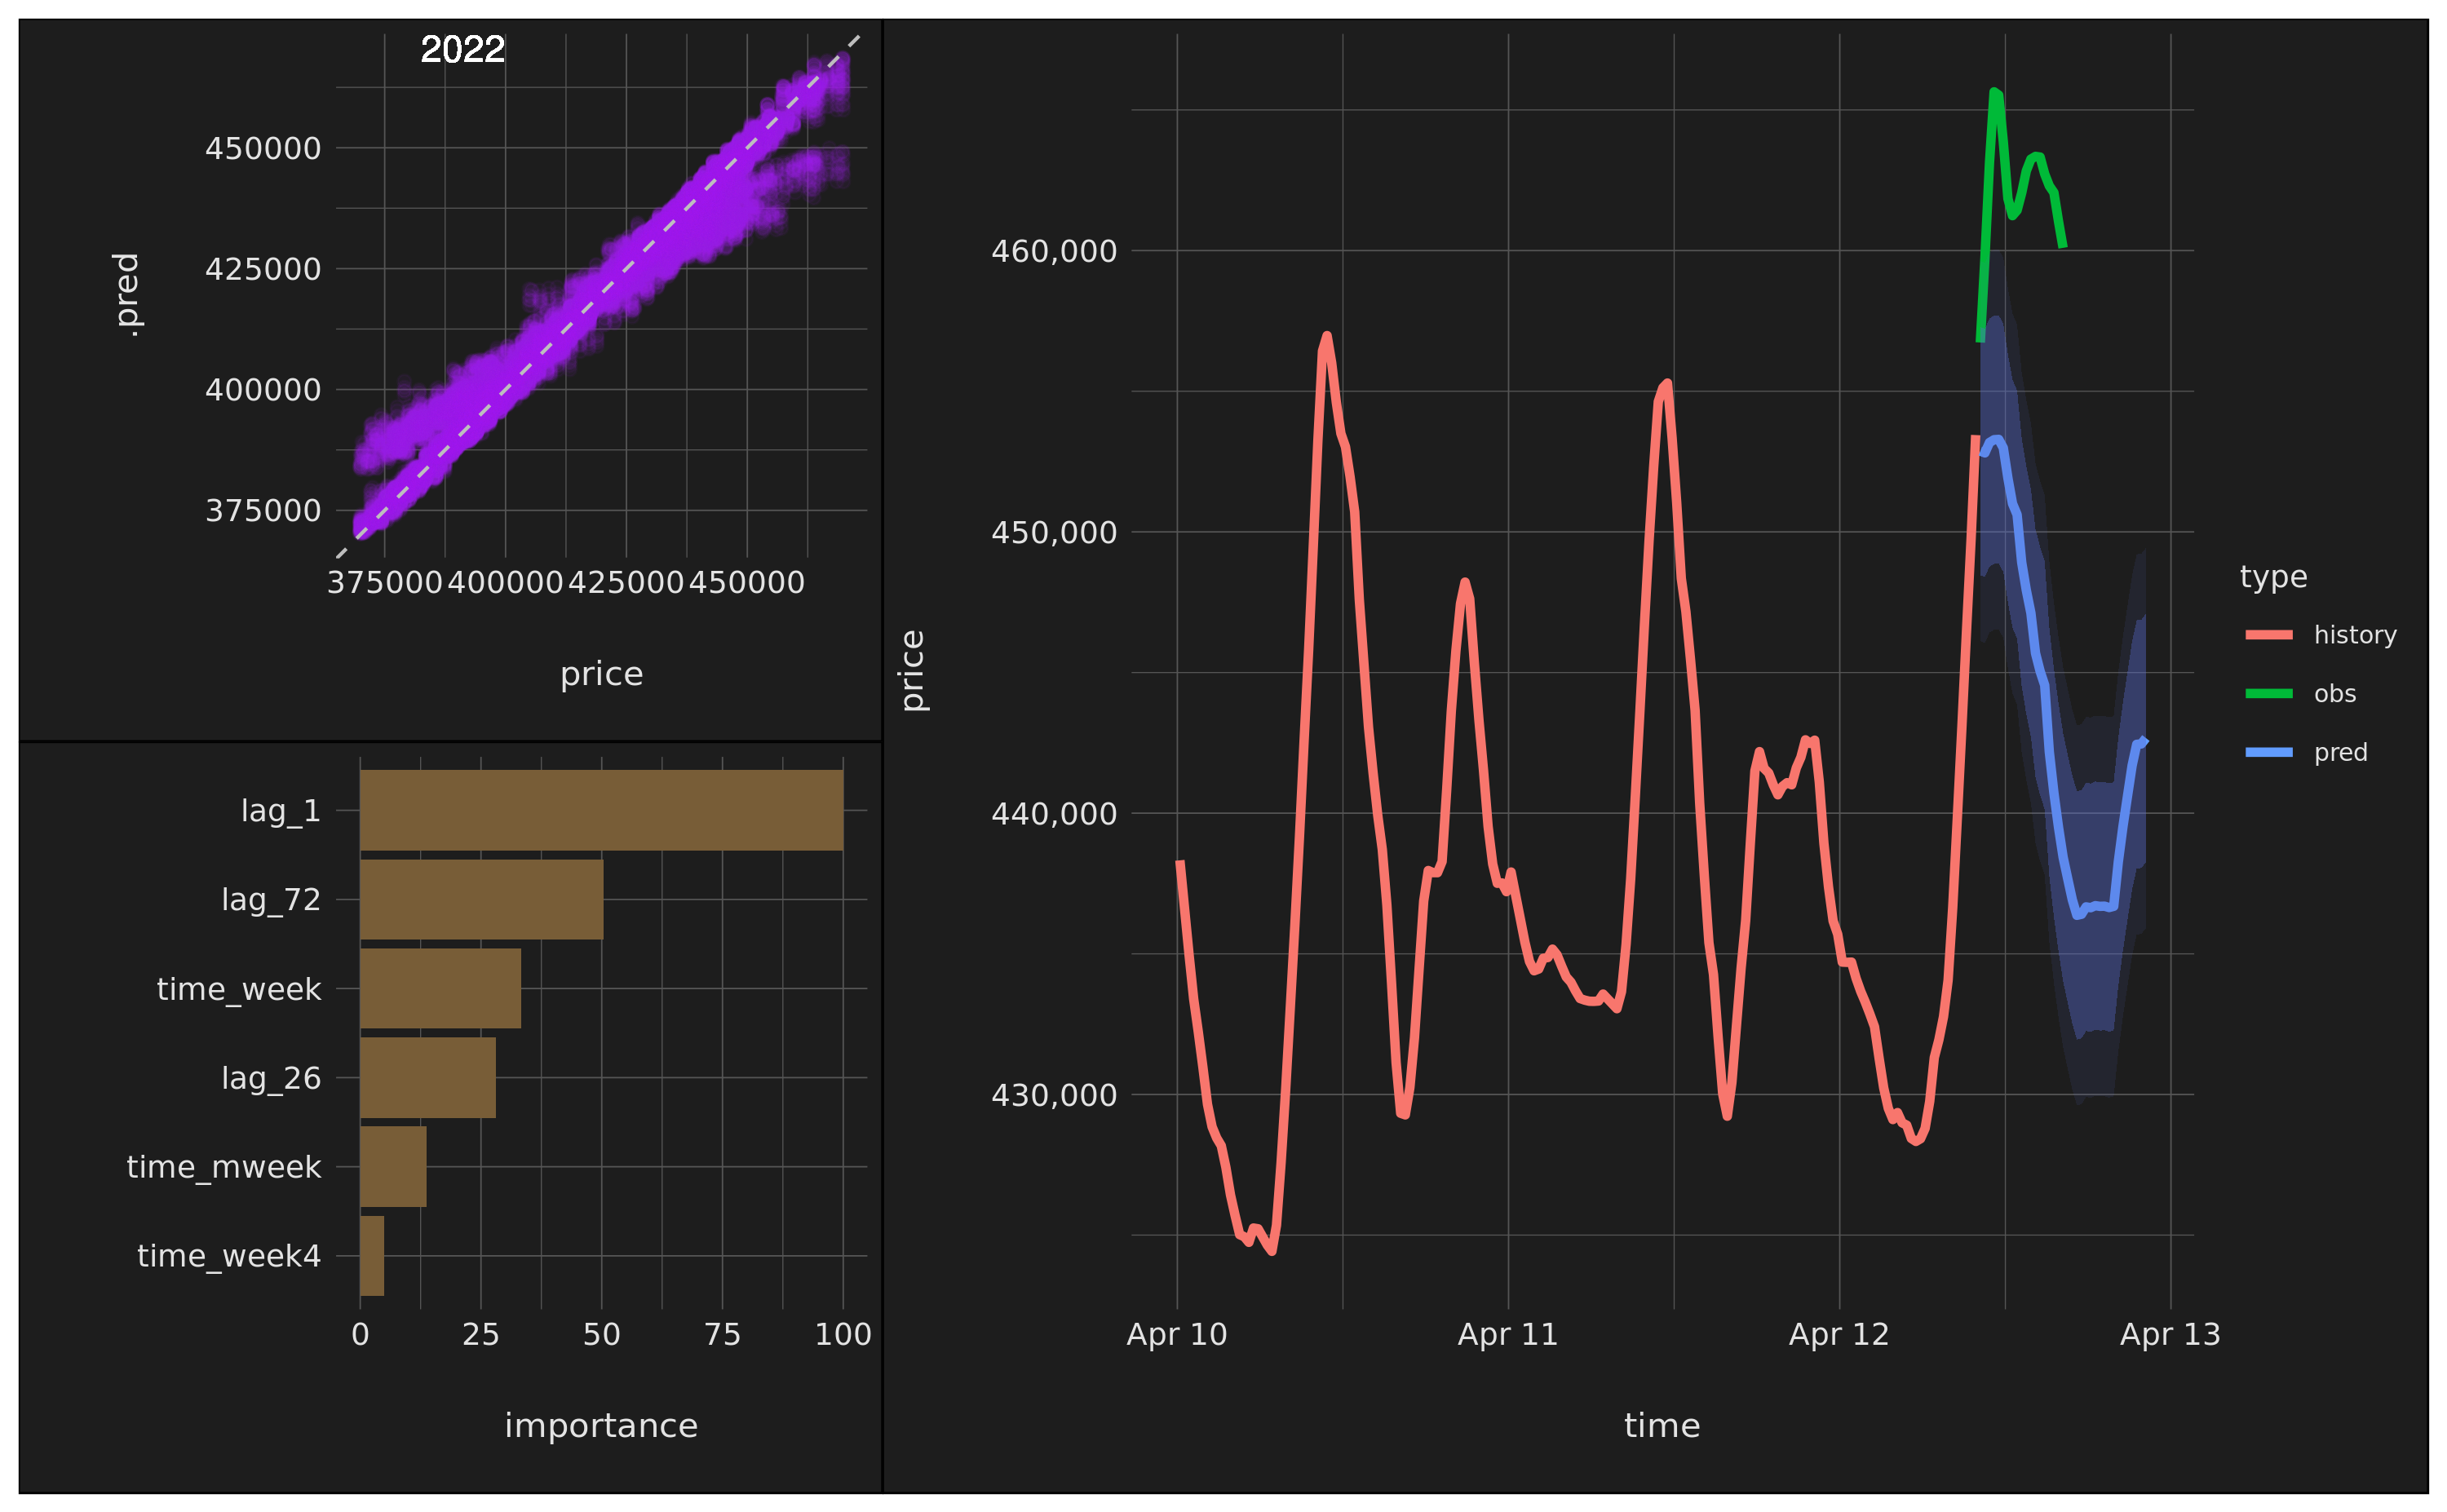 2022
.pred
450000
425000
400000
375000
375000 400000 425000 450000
price
lag_1
lag_72
time_week
lag_26
time_mweek
time_week4
0 25 50 75 100
importance
price
460,000
450,000
440,000
430,000
Apr 10 Apr 11 Apr 12 Apr 13
time
type
history
obs
pred